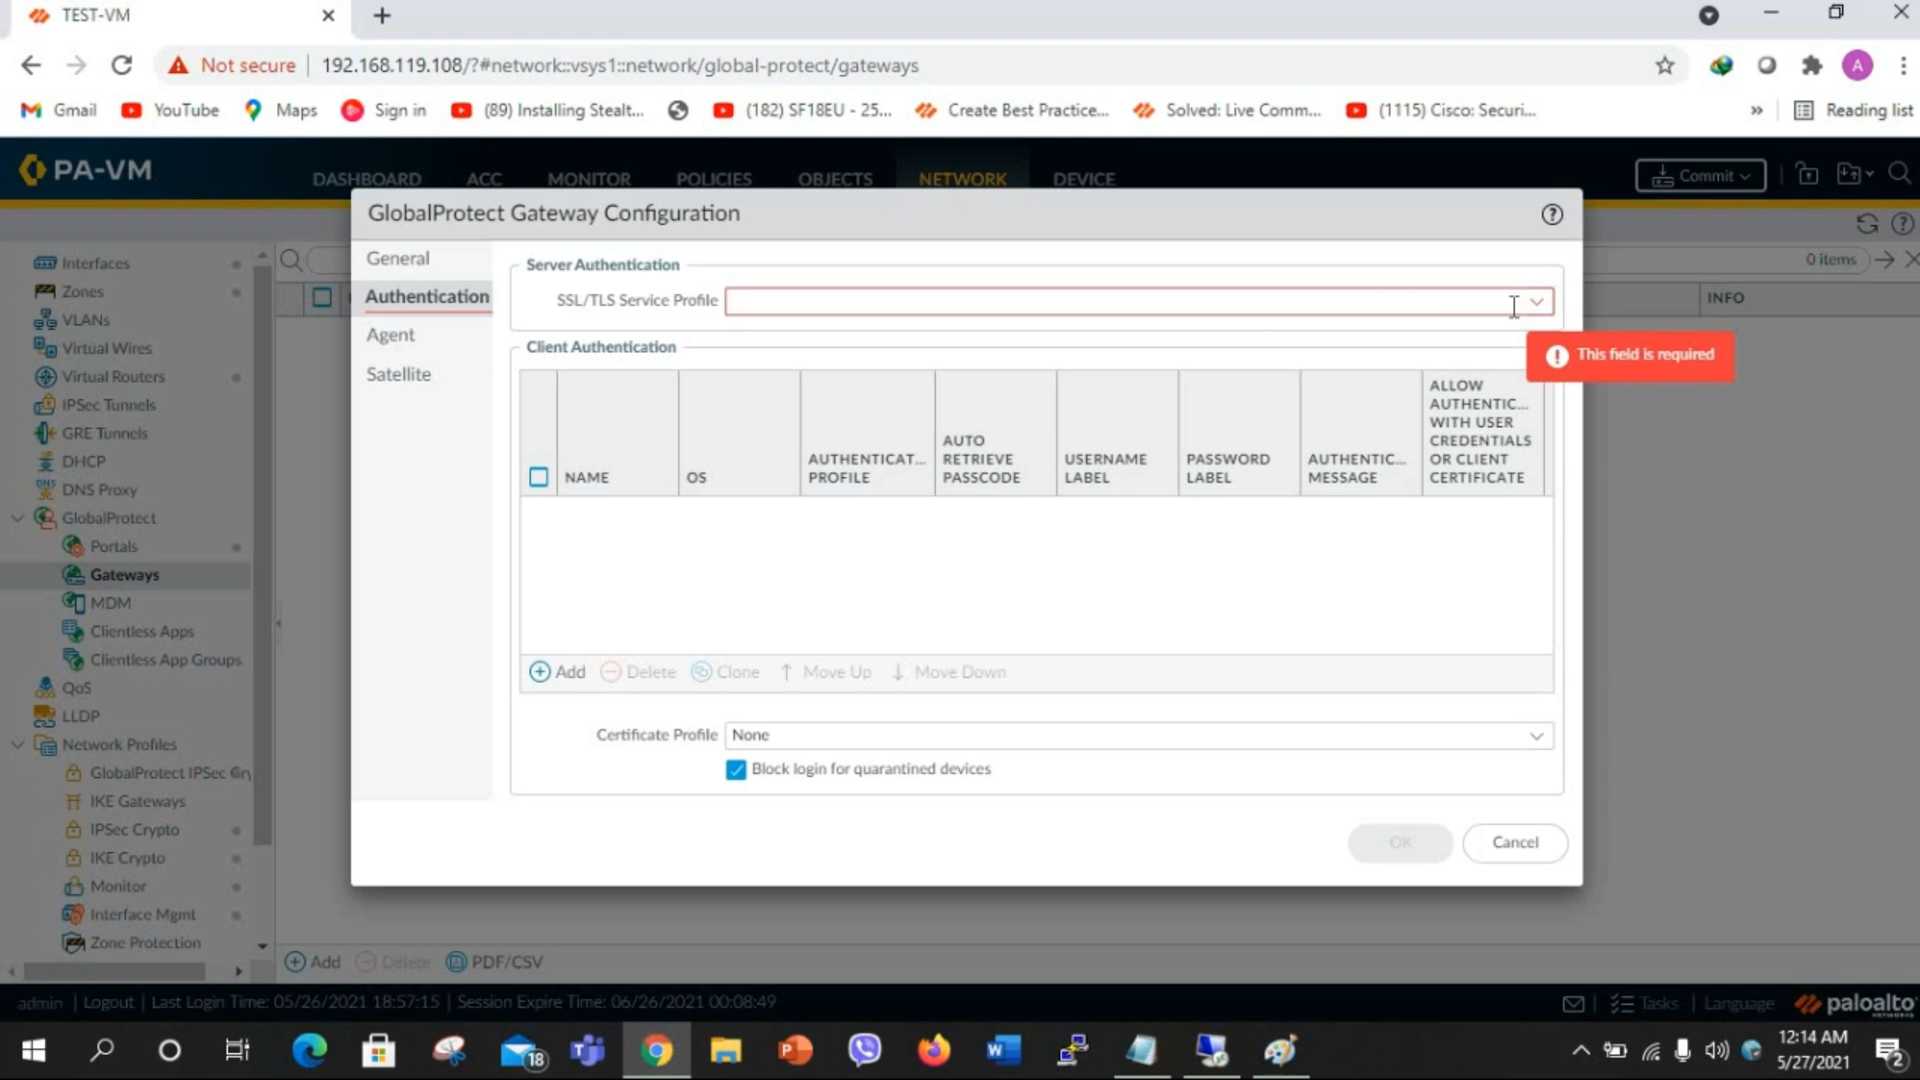 TEST-VM
Not secure
192.168.119.108/?#network::vsys1::network/global-protect/gateways
A
Gmail
YouTube
Maps
Sign in
(89) Installing Stealt...
(182) SF18EU - 25...
Create Best Practice...
Solved: Live Comm...
(1115) Cisco: Securi...
»
Reading list
PA-VM
DASHBOARD
ACC
MONITOR
POLICIES
OBJECTS
NETWORK
DEVICE
Commit
GlobalProtect Gateway Configuration
General
Authentication
Agent
Satellite
Server Authentication
SSL/TLS Service Profile
This field is required
Client Authentication
NAME
OS
AUTHENTICAT...
PROFILE
AUTO
RETRIEVE
PASSCODE
USERNAME
LABEL
PASSWORD
LABEL
AUTHENTIC...
MESSAGE
ALLOW
AUTHENTIC...
WITH USER
CREDENTIALS
OR CLIENT
CERTIFICATE
Add
Delete
Clone
Move Up
Move Down
Certificate Profile
None
Block login for quarantined devices
OK
Cancel
0 items
INFO
Interfaces
Zones
VLANs
Virtual Wires
Virtual Routers
IPSec Tunnels
GRE Tunnels
DHCP
DNS
DNS Proxy
GlobalProtect
Portals
Gateways
MDM
Clientless Apps
Clientless App Groups
QoS
LLDP
Network Profiles
GlobalProtect IPSec Cry
IKE Gateways
IPSec Crypto
IKE Crypto
Monitor
Interface Mgmt
Zone Protection
Add
Delete
PDF/CSV
admin | Logout | Last Login Time: 05/26/2021 18:57:15 | Session Expire Time: 06/26/2021 00:08:49
Tasks | Language
paloalto
NETWORKS
18
12:14 AM
5/27/2021
2